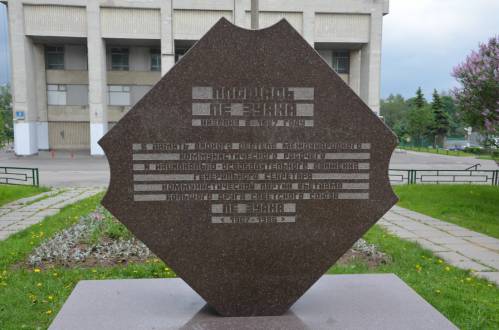 ПЛОЩАДЬ
ЛЕ ЗУАНА
НАЗВАНА В 1987 ГОДУ
В ПАМЯТЬ ВИДНОГО ДЕЯТЕЛЯ МЕЖДУНАРОДНОГО
КОММУНИСТИЧЕСКОГО, РАБОЧЕГО
И НАЦИОНАЛЬНО-ОСВОБОДИТЕЛЬНОГО ДВИЖЕНИЯ
ГЕНЕРАЛЬНОГО СЕКРЕТАРЯ
КОММУНИСТИЧЕСКОЙ ПАРТИИ ВЬЕТНАМА
БОЛЬШОГО ДРУГА СОВЕТСКОГО СОЮЗА
ЛЕ ЗУАНА
1907-1986